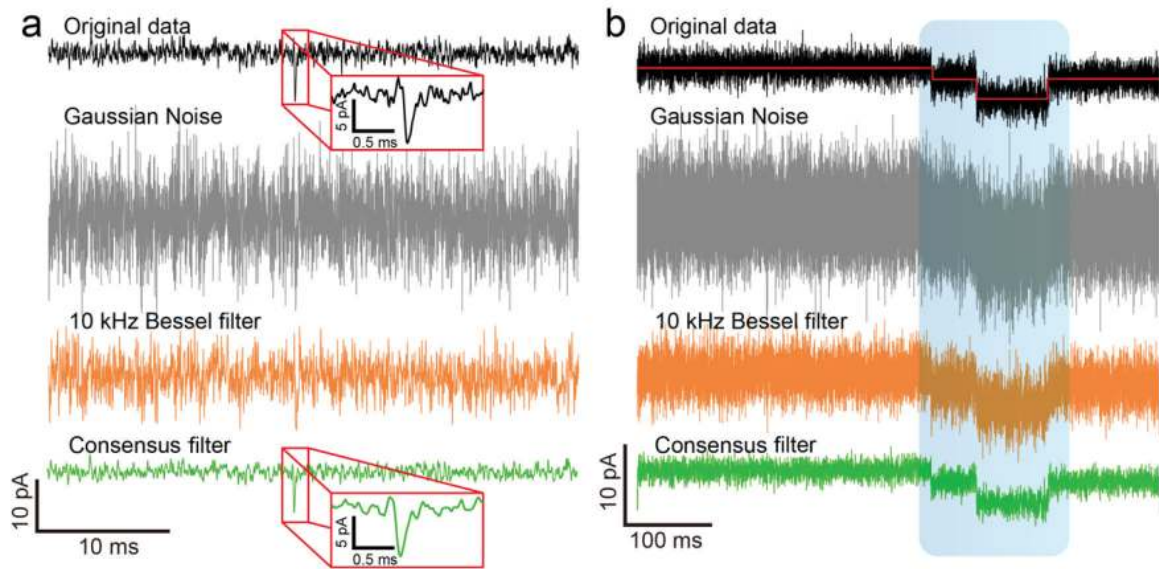 a
Original data
5 pA
0.5 ms
Gaussian Noise
10 kHz Bessel filter
Consensus filter
5 pA
0.5 ms
10 pA
10 ms
b
Original data
Gaussian Noise
10 kHz Bessel filter
Consensus filter
10 pA
100 ms